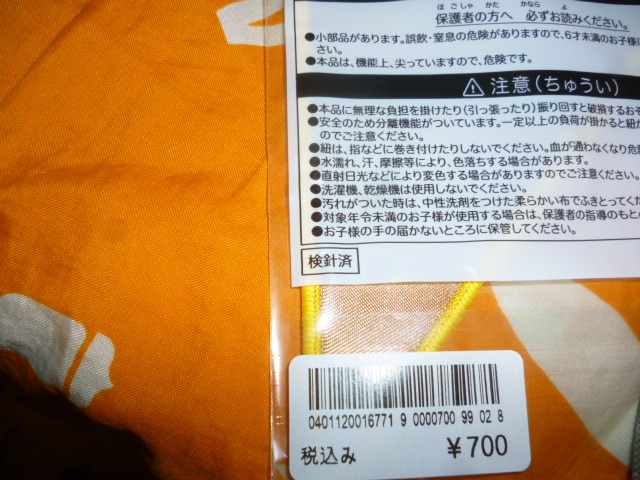 ほごしゃ かた かなら よ
保護者の方へ 必ずお読みください。
●小部品があります。誤飲・窒息の危険がありますので、6才未満のお子様に
さい。
●本品は、機能上、尖っていますので、危険です。
⚠ 注意(ちゅうい)
●本品に無理な負担を掛けたり(引っ張ったり)振り回すと破損するおそ
●安全のため分離機能がついています。一定以上の負荷が掛かると紐が
のでご注意ください。
●紐は、指などに巻き付けたりしないでください。血が通わなくなり危険
●水濡れ、汗、摩擦等により、色落ちする場合があります。
●直射日光などにより変色する場合がありますのでご注意ください。
●洗濯機、乾燥機は使用しないでください。
●汚れがついた時は、中性洗剤をつけた柔らかい布でふきとってくだ
●対象年令未満のお子様が使用する場合は、保護者の指導のもと
●お子様の手の届かないところに保管してください。
検針済
0401120016771 9 0000700 99 02 8
税込み ¥700